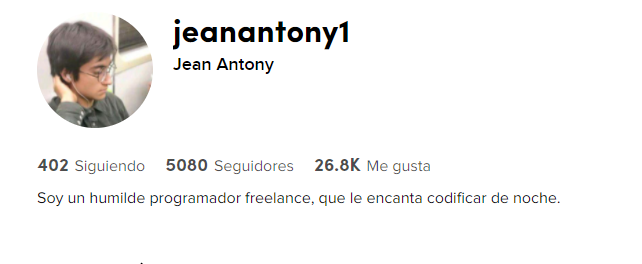 jeanantony1
Jean Antony
402 Siguiendo 5080 Seguidores 26.8K Me gusta
Soy un humilde programador freelance, que le encanta codificar de noche.